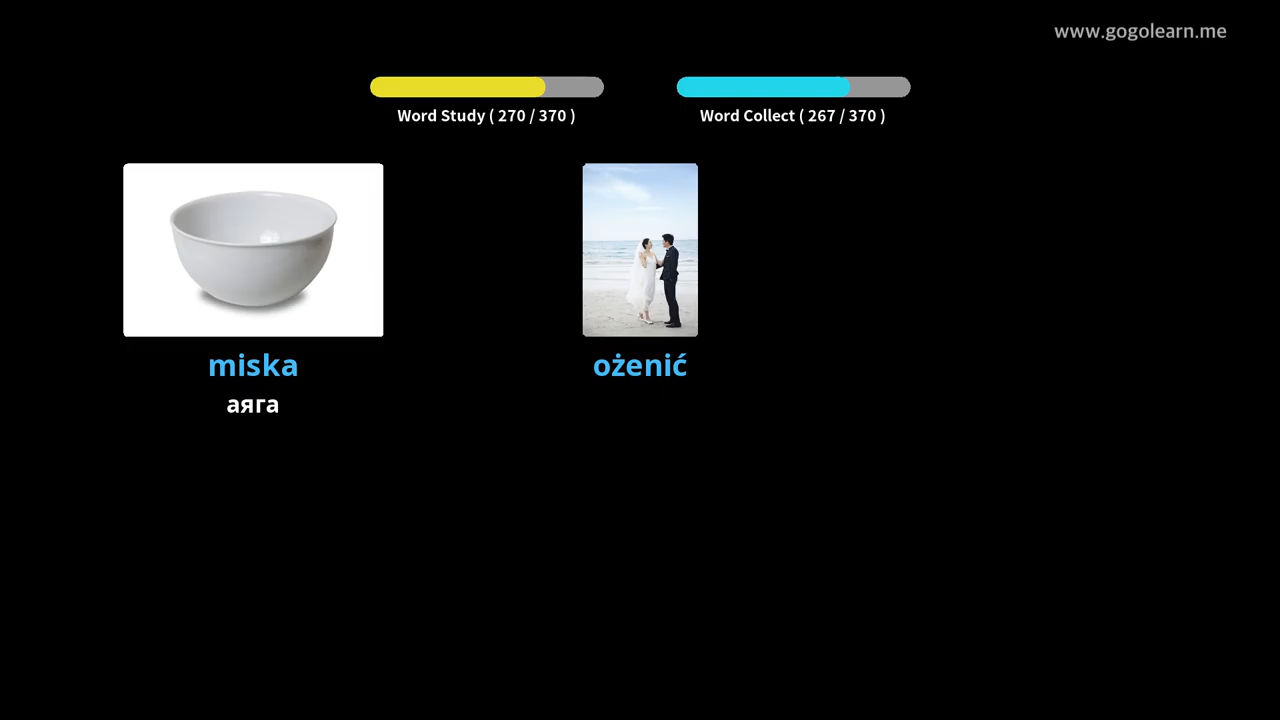 www.gogolearn.me
Word Study ( 270 / 370 )
Word Collect ( 267 / 370 )
miska
ożenić
аяга